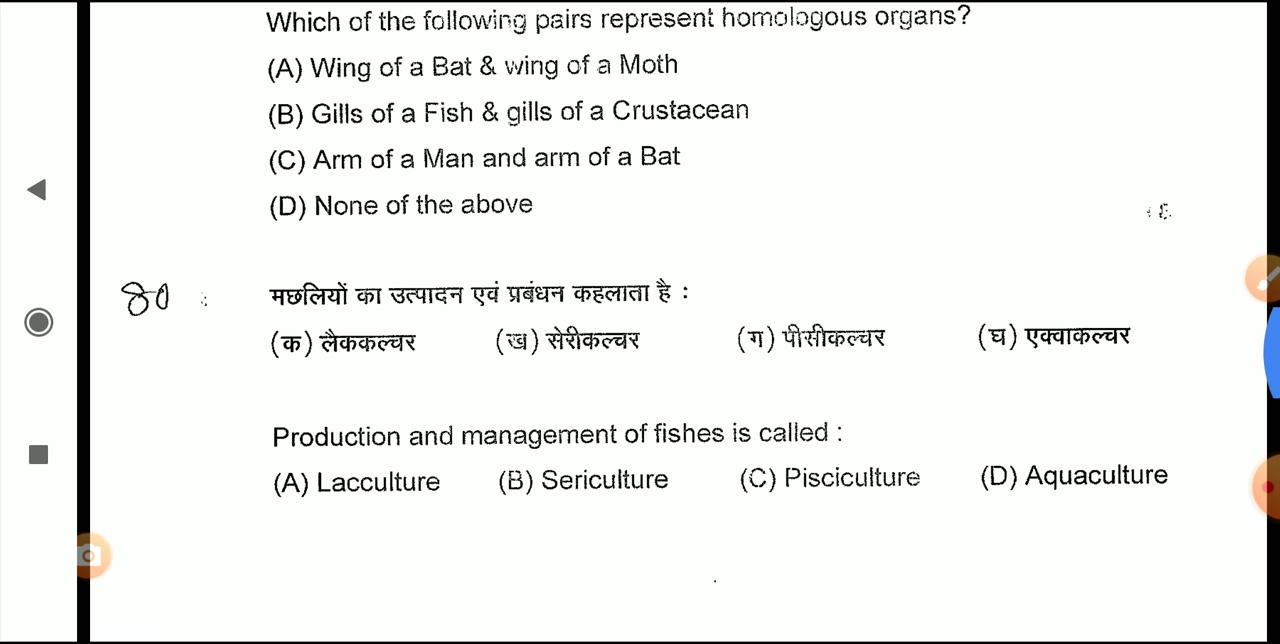 Which of the following pairs represent homologous organs?
(A) Wing of a Bat & wing of a Moth
(B) Gills of a Fish & gills of a Crustacean
(C) Arm of a Man and arm of a Bat
(D) None of the above
80 : मछलियों का उत्पादन एवं प्रबंधन कहलाता है :
(क) लैककल्चर (ख) सेरीकल्चर (ग) पीसीकल्चर (घ) एक्वाकल्चर
Production and management of fishes is called :
(A) Lacculture (B) Sericulture (C) Pisciculture (D) Aquaculture